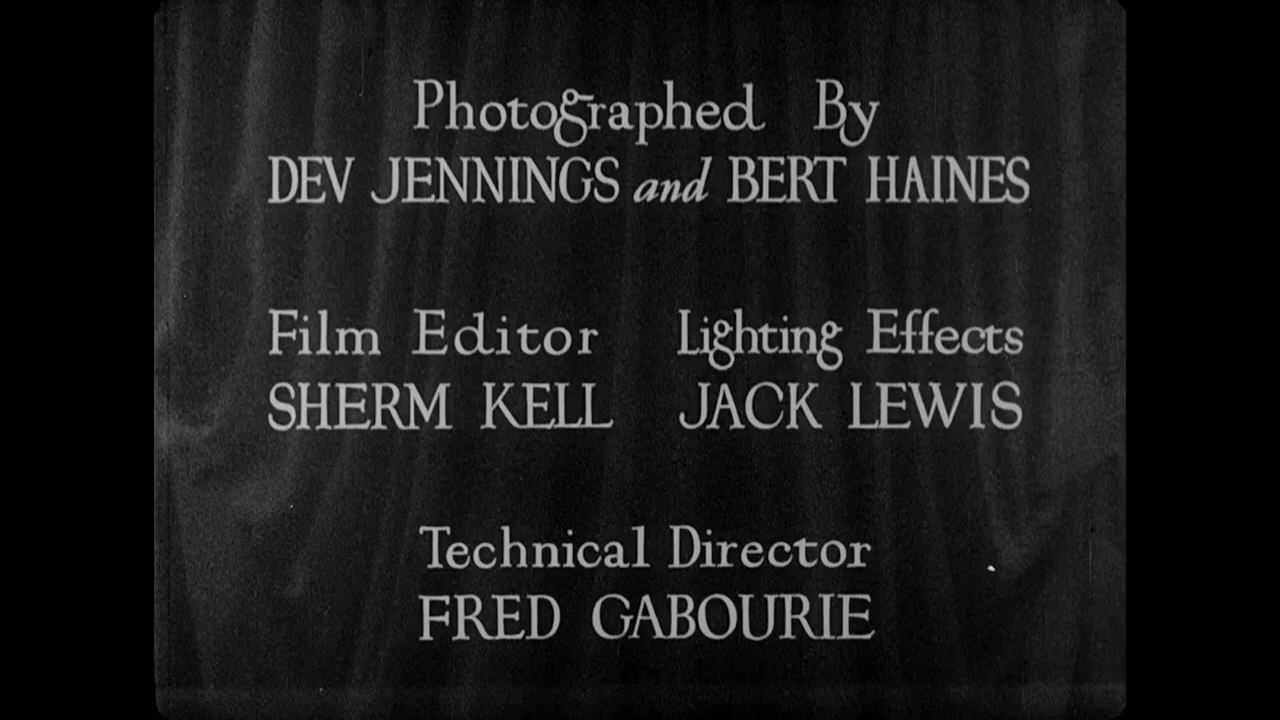 Photographed By
DEV JENNINGS and BERT HAINES
Film Editor
SHERM KELL
Lighting Effects
JACK LEWIS
Technical Director
FRED GABOURIE